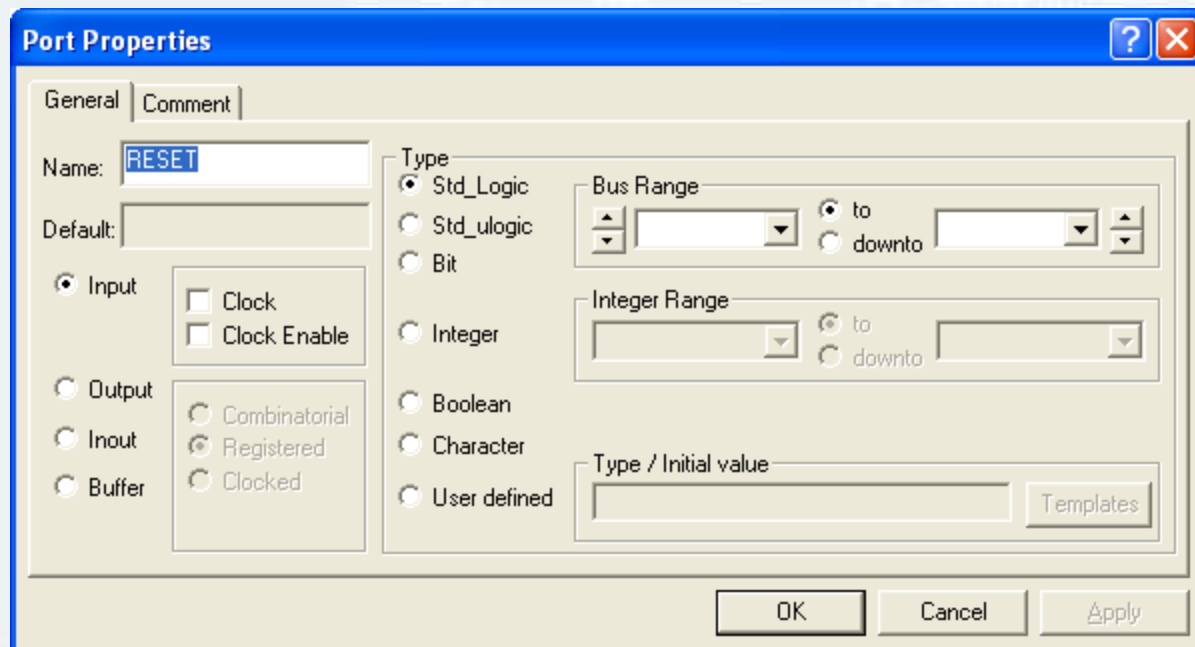 Port Properties
General
Comment
Name:
RESET
Default:
Input
Clock
Clock Enable
Output
Inout
Buffer
Combinatorial
Registered
Clocked
Type
Std_Logic
Std_ulogic
Bit
Integer
Boolean
Character
User defined
Bus Range
to
downto
Integer Range
to
downto
Type / Initial value
Templates
OK
Cancel
Apply